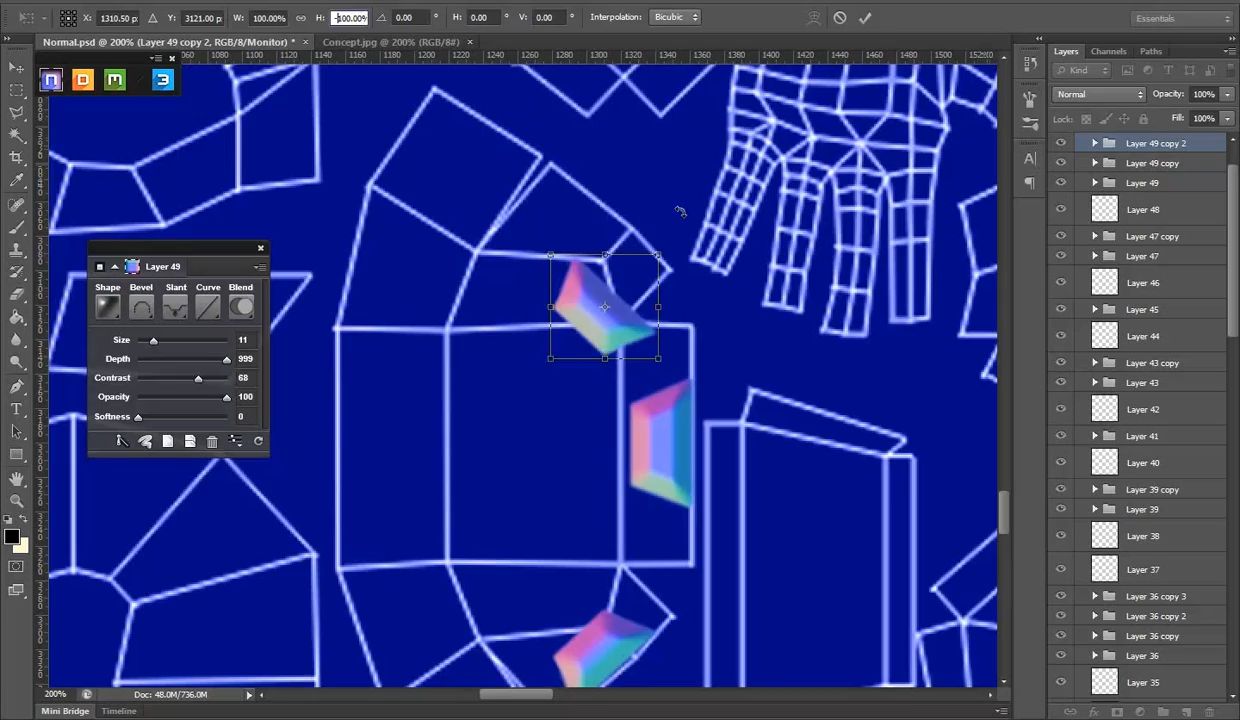 X: 1310.50 px Y: 3121.00 px W: 100.00% H: -100.00% 0.00 ° H: 0.00 ° V: 0.00 ° Interpolation: Bicubic Essentials
Normal.psd @ 200% (Layer 49 copy 2, RGB/8/Monitor) * × Concept.jpg @ 200% (RGB/8#) ×
Layers Channels Paths
Kind
Normal Opacity: 100%
Lock: Fill: 100%
Layer 49 copy 2
Layer 49 copy
Layer 49
Layer 48
Layer 47 copy
Layer 47
Layer 46
Layer 45
Layer 44
Layer 43 copy
Layer 43
Layer 42
Layer 41
Layer 40
Layer 39 copy
Layer 39
Layer 38
Layer 37
Layer 36 copy 3
Layer 36 copy 2
Layer 36 copy
Layer 36
Layer 35
Layer 49
Shape Bevel Slant Curve Blend
Size 11
Depth 999
Contrast 68
Opacity 100
Softness 0
200% Doc: 48.0M/736.0M
Mini Bridge Timeline